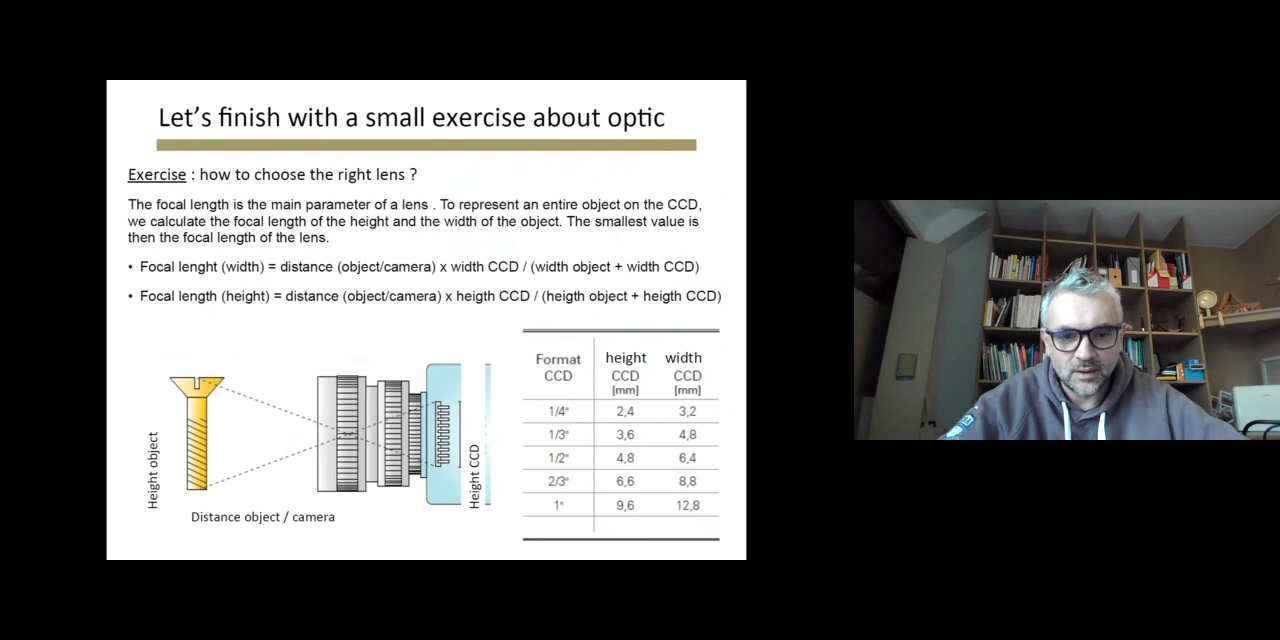 Let's finish with a small exercise about optic
Exercise : how to choose the right lens ?
The focal length is the main parameter of a lens . To represent an entire object on the CCD,
we calculate the focal length of the height and the width of the object. The smallest value is
then the focal length of the lens.
• Focal lenght (width) = distance (object/camera) x width CCD / (width object + width CCD)
• Focal length (height) = distance (object/camera) x heigth CCD / (heigth object + heigth CCD)
Height object
Distance object / camera
Height CCD
Format CCD height CCD [mm] width CCD [mm]
1/4" 2,4 3,2
1/3" 3,6 4,8
1/2" 4,8 6,4
2/3" 6,6 8,8
1" 9,6 12,8